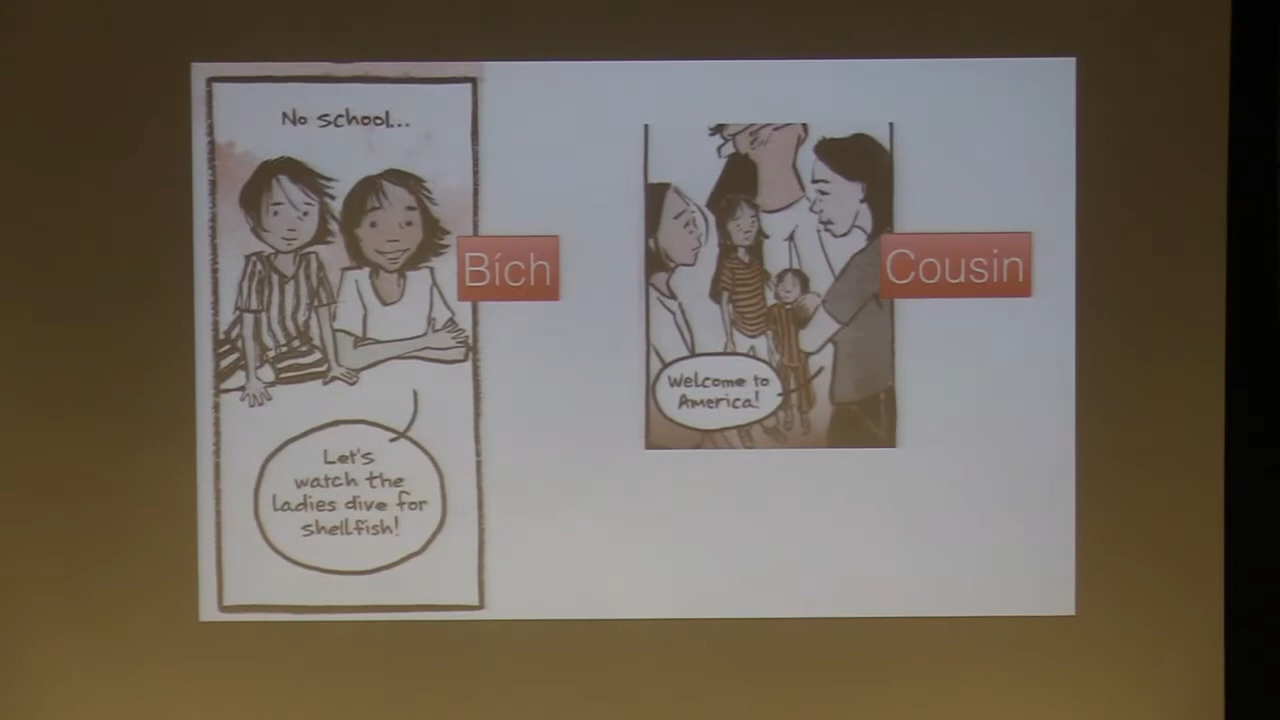 No school...
Bích
Let's
watch the
ladies dive for
shellfish!
Cousin
Welcome to
America!